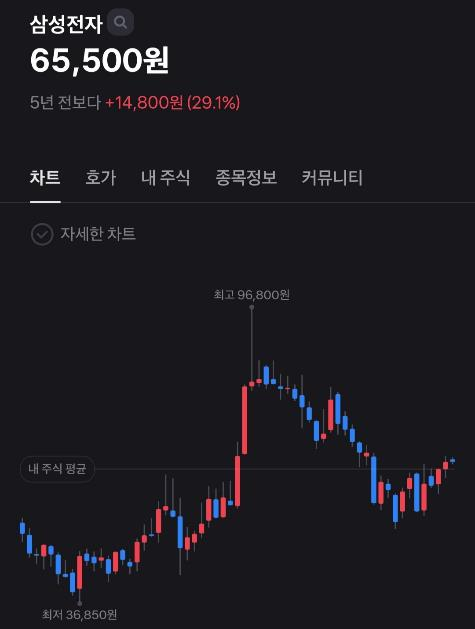 삼성전자
65,500원
5년 전보다 +14,800원 (29.1%)
차트 호가 내 주식 종목정보 커뮤니티
자세한 차트
최고 96,800원
내 주식 평균
최저 36,850원